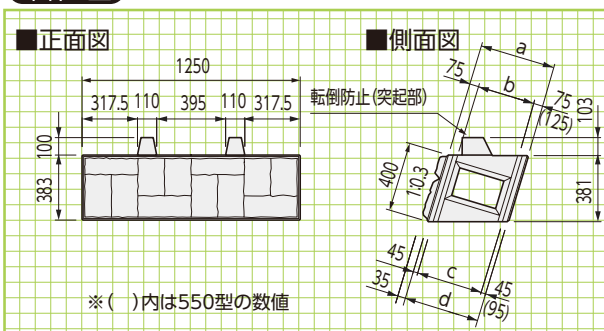 ■正面図
1250
317.5 110 395 110 317.5
100
383
※( )内は550型の数値
■側面図
a
75 b 75
(125)
103
転倒防止(突起部)
400
1:0.3
381
45 c 45
(95)
35 d